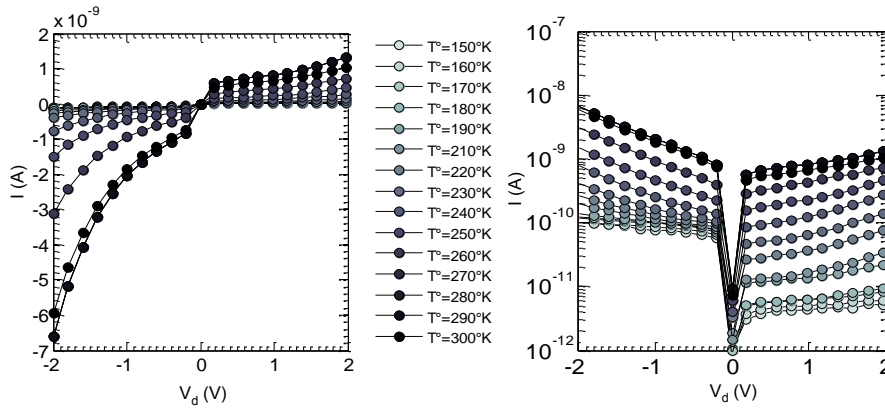 x 10⁻⁹
2
1
0
-1
-2
-3
-4
-5
-6
-7
I (A)
-2
-1
0
1
2
V_d (V)
T°=150°K
T°=160°K
T°=170°K
T°=180°K
T°=190°K
T°=210°K
T°=220°K
T°=230°K
T°=240°K
T°=250°K
T°=260°K
T°=270°K
T°=280°K
T°=290°K
T°=300°K
10⁻⁷
10⁻⁸
10⁻⁹
10⁻¹⁰
10⁻¹¹
10⁻¹²
I (A)
-2
-1
0
1
2
V_d (V)